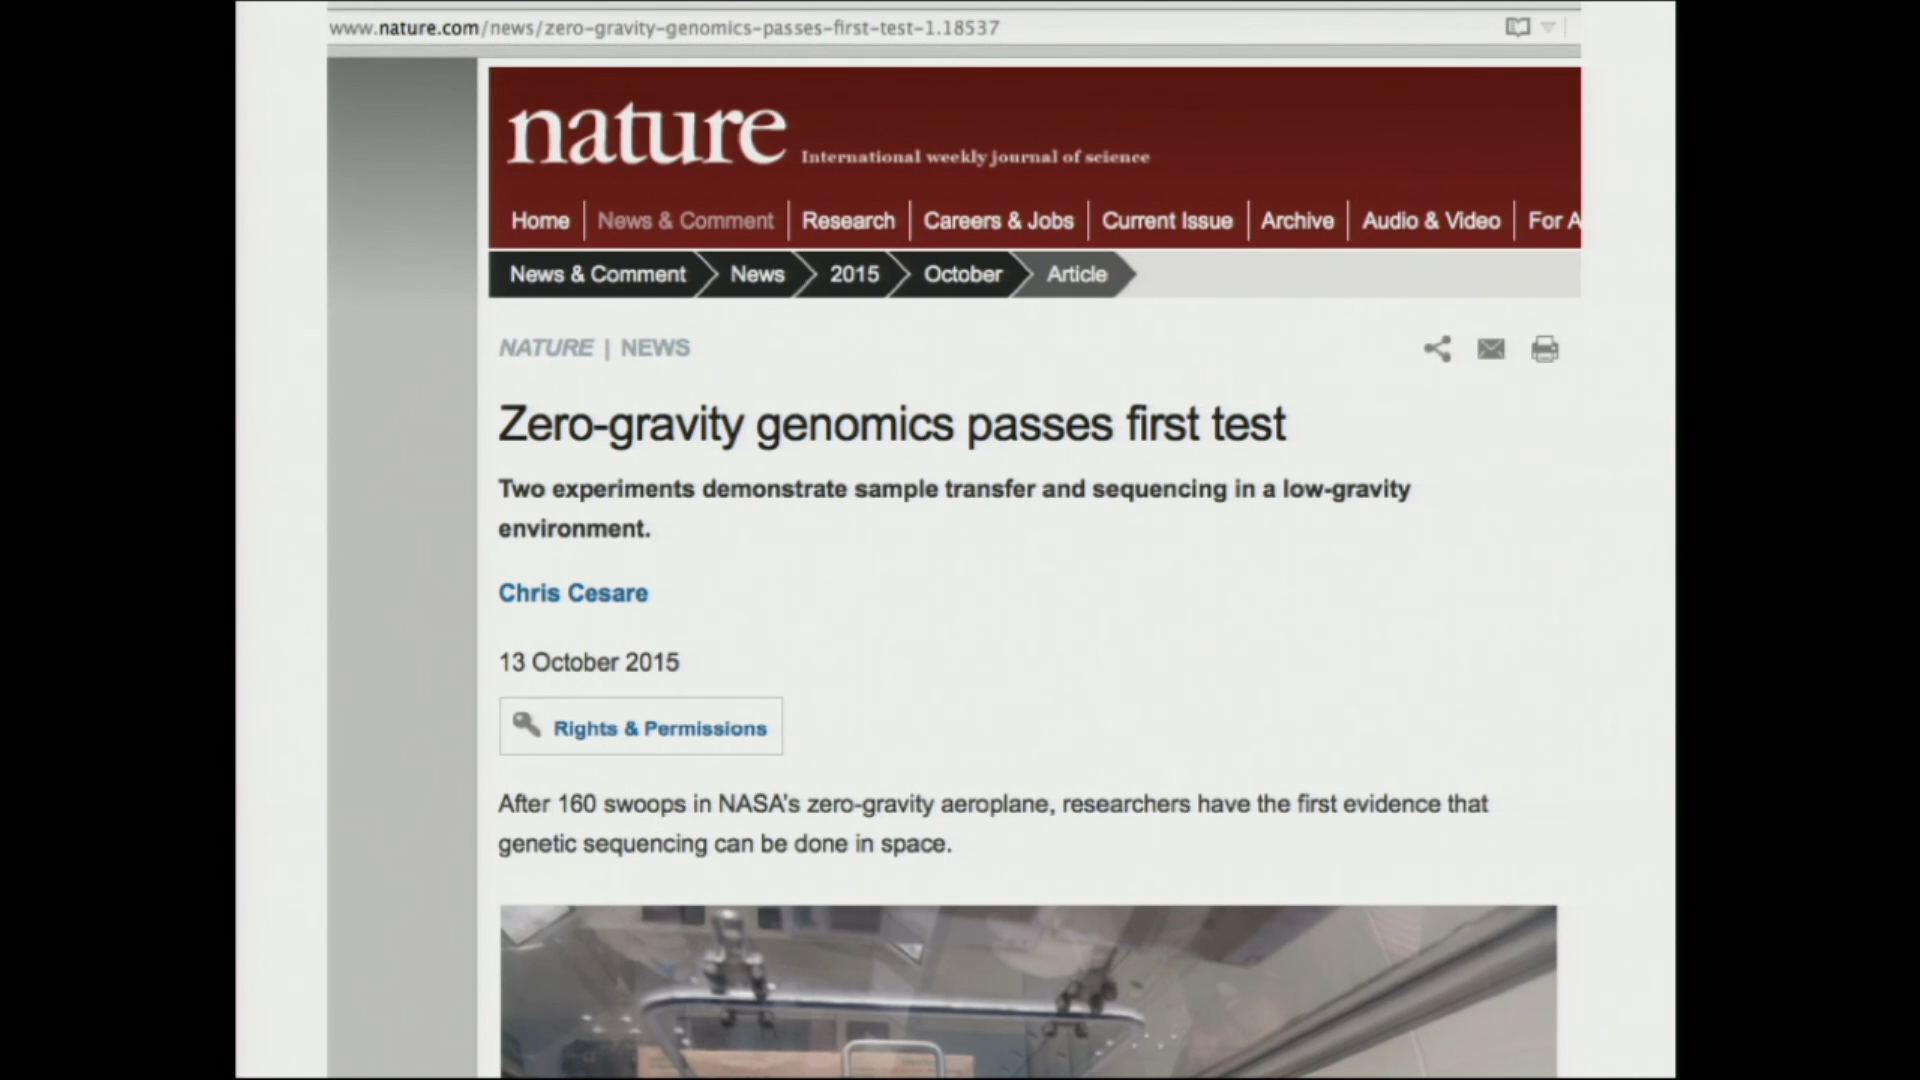 www.nature.com/news/zero-gravity-genomics-passes-first-test-1.18537
nature International weekly journal of science
Home News & Comment Research Careers & Jobs Current Issue Archive Audio & Video For A
News & Comment News 2015 October Article
NATURE | NEWS
Zero-gravity genomics passes first test
Two experiments demonstrate sample transfer and sequencing in a low-gravity
environment.
Chris Cesare
13 October 2015
Rights & Permissions
After 160 swoops in NASA's zero-gravity aeroplane, researchers have the first evidence that
genetic sequencing can be done in space.